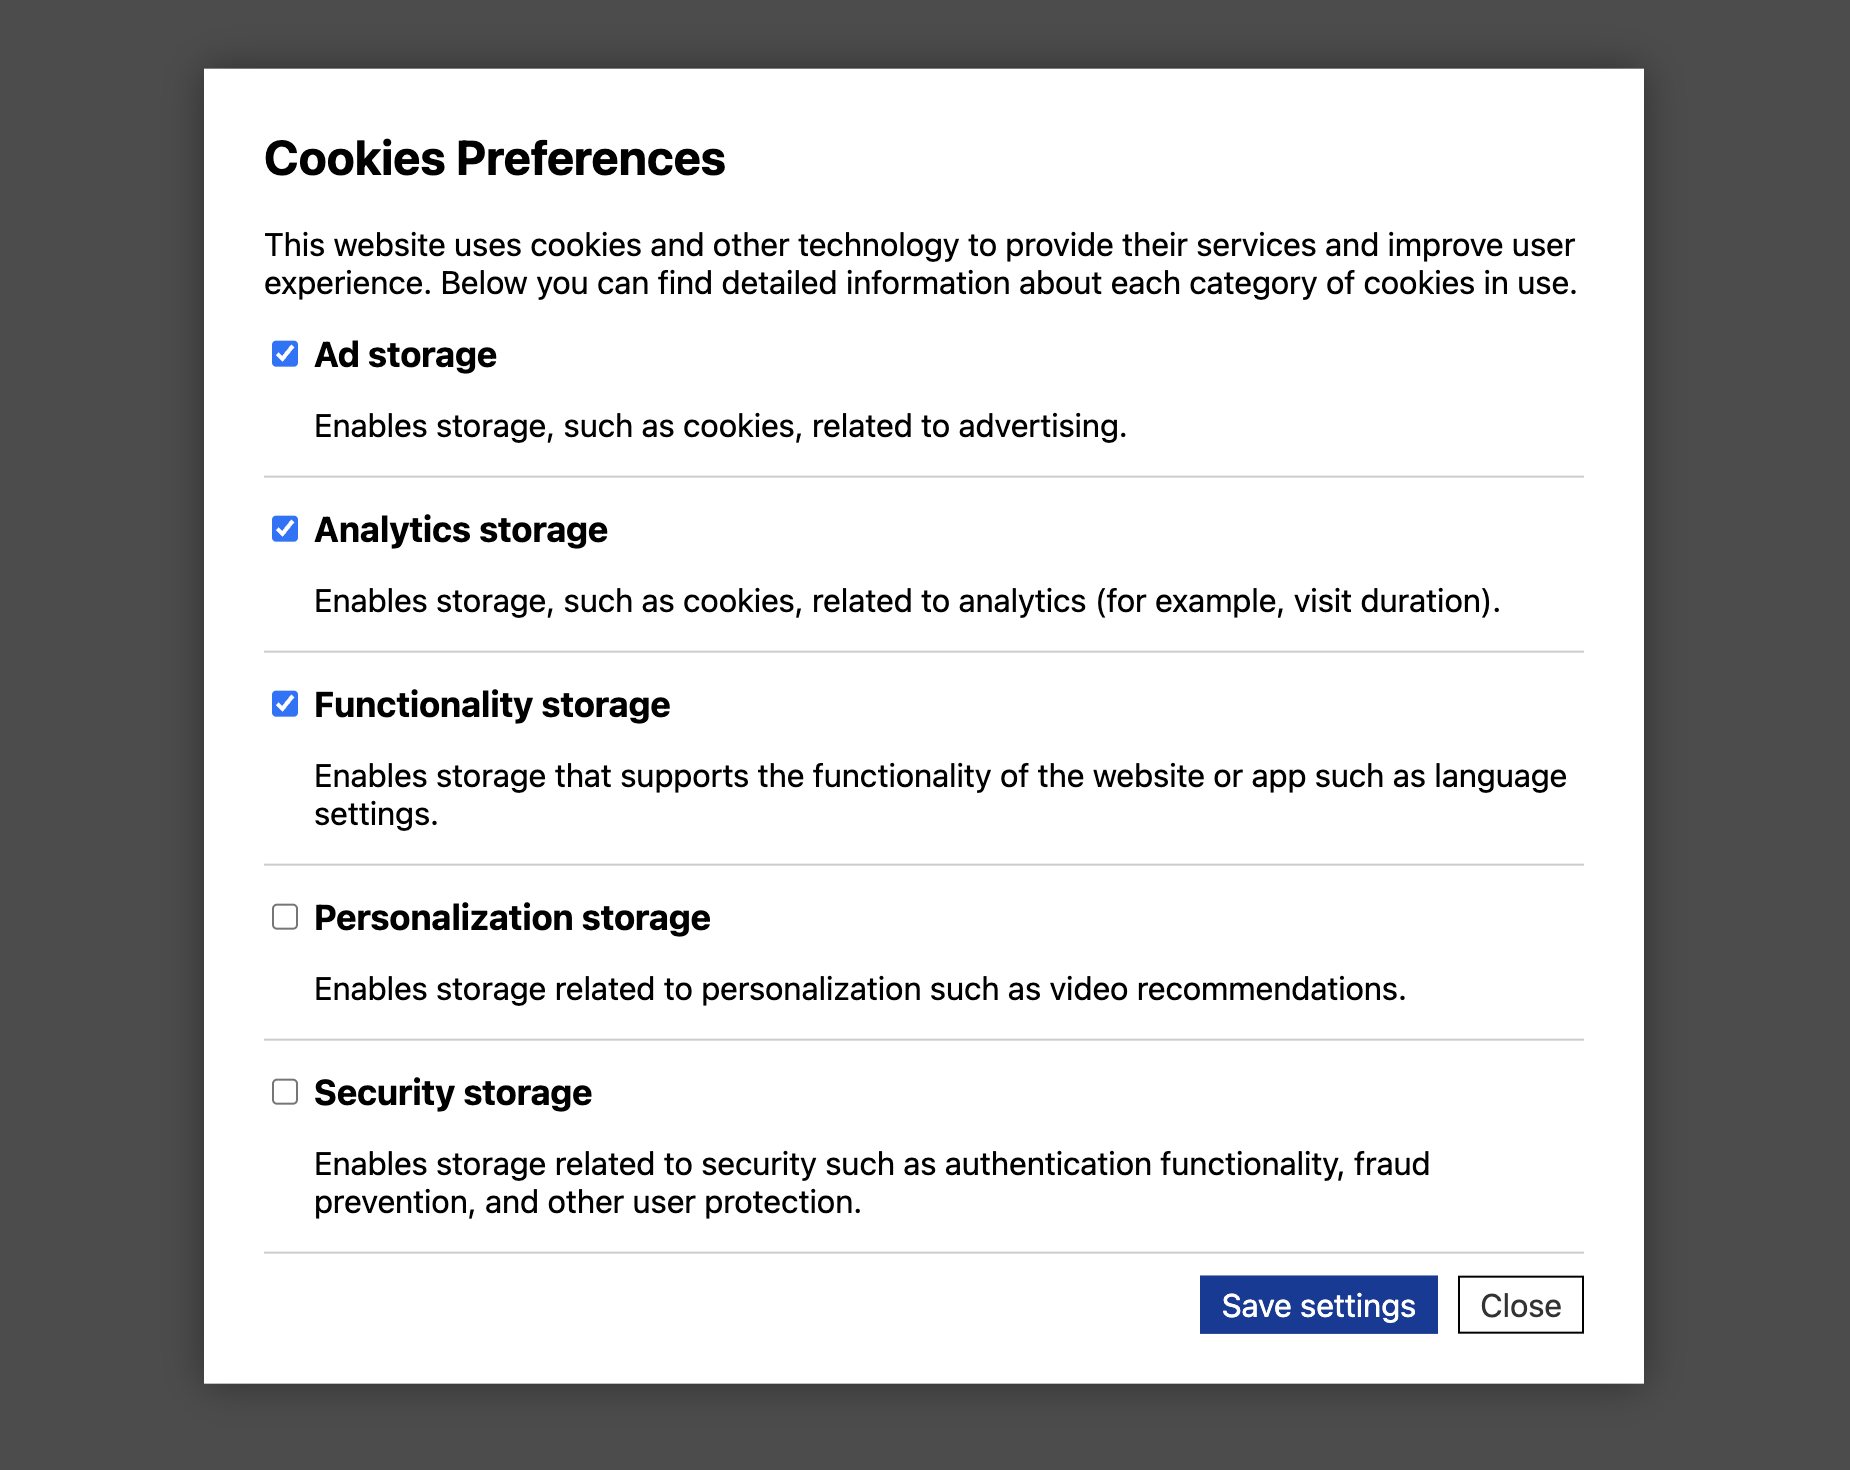 Cookies Preferences
This website uses cookies and other technology to provide their services and improve user
experience. Below you can find detailed information about each category of cookies in use.
Ad storage
Enables storage, such as cookies, related to advertising.
Analytics storage
Enables storage, such as cookies, related to analytics (for example, visit duration).
Functionality storage
Enables storage that supports the functionality of the website or app such as language
settings.
Personalization storage
Enables storage related to personalization such as video recommendations.
Security storage
Enables storage related to security such as authentication functionality, fraud
prevention, and other user protection.
Save settings
Close